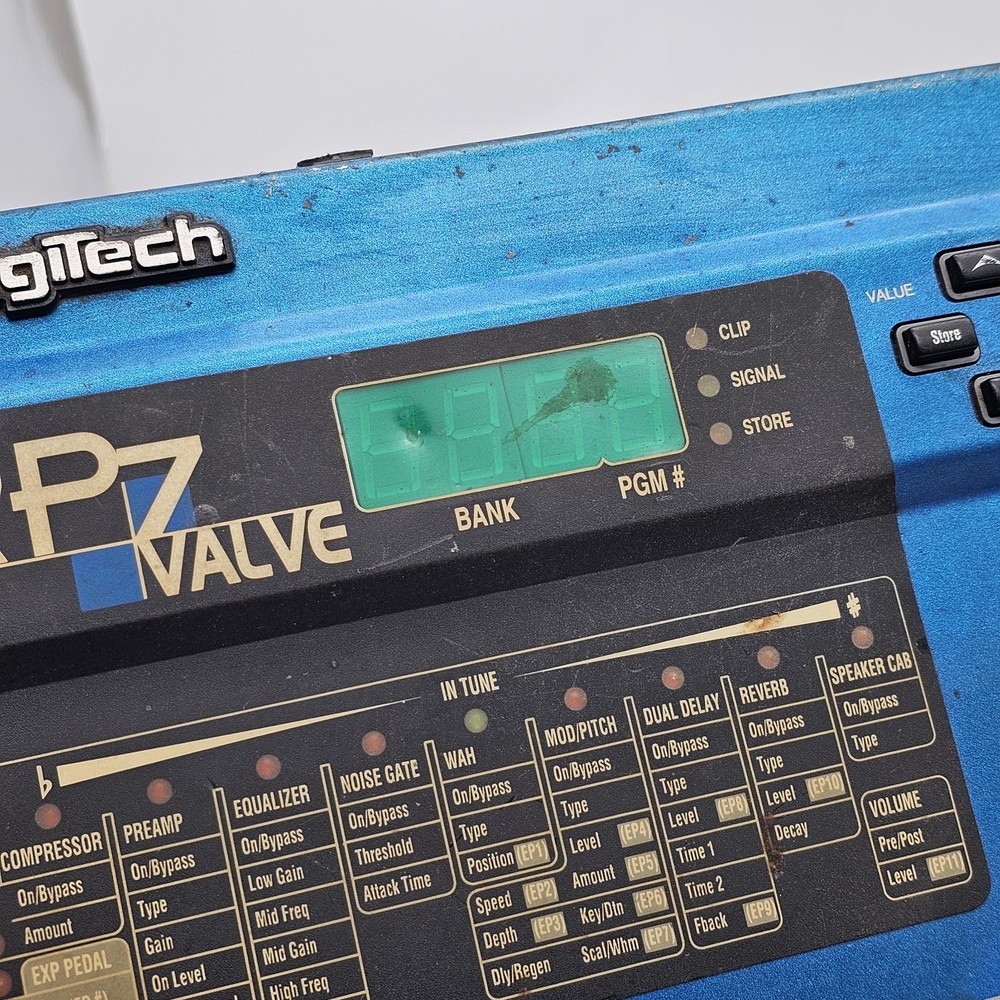 giTech
VALUE
Store
CLIP
SIGNAL
STORE
BANK
PGM #
RP7
VALVE
♭
IN TUNE
#
COMPRESSOR
On/Bypass
Amount
EXP PEDAL
PREAMP
On/Bypass
Type
Gain
On Level
EQUALIZER
On/Bypass
Low Gain
Mid Freq
Mid Gain
High Freq
NOISE GATE
On/Bypass
Threshold
Attack Time
WAH
On/Bypass
Type
Position (EP1)
Speed (EP2)
Depth (EP3)
Dly/Regen
MOD/PITCH
On/Bypass
Type
Level (EP4)
Amount (EP5)
Key/Dln (EP6)
Scal/Whm (EP7)
DUAL DELAY
On/Bypass
Type
Level (EP8)
Time 1
Time 2
Fback (EP9)
REVERB
On/Bypass
Type
Level (EP10)
Decay
SPEAKER CAB
On/Bypass
Type
VOLUME
Pre/Post
Level (EP11)